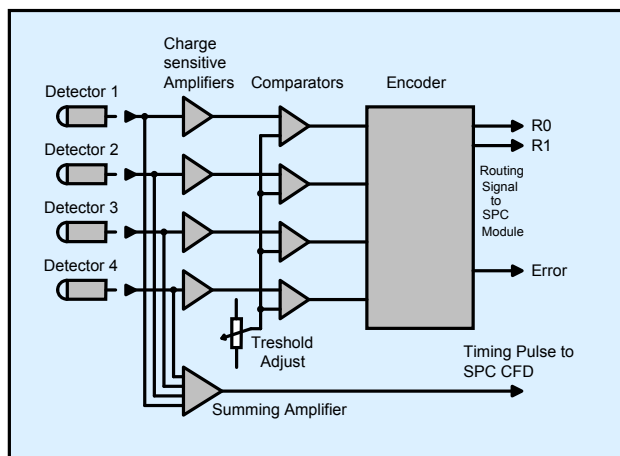 Charge
sensitive
Amplifiers
Comparators
Encoder
Detector 1
Detector 2
Detector 3
Detector 4
R0
R1
Routing
Signal
to
SPC
Module
Error
Treshold
Adjust
Timing Pulse to
SPC CFD
Summing Amplifier